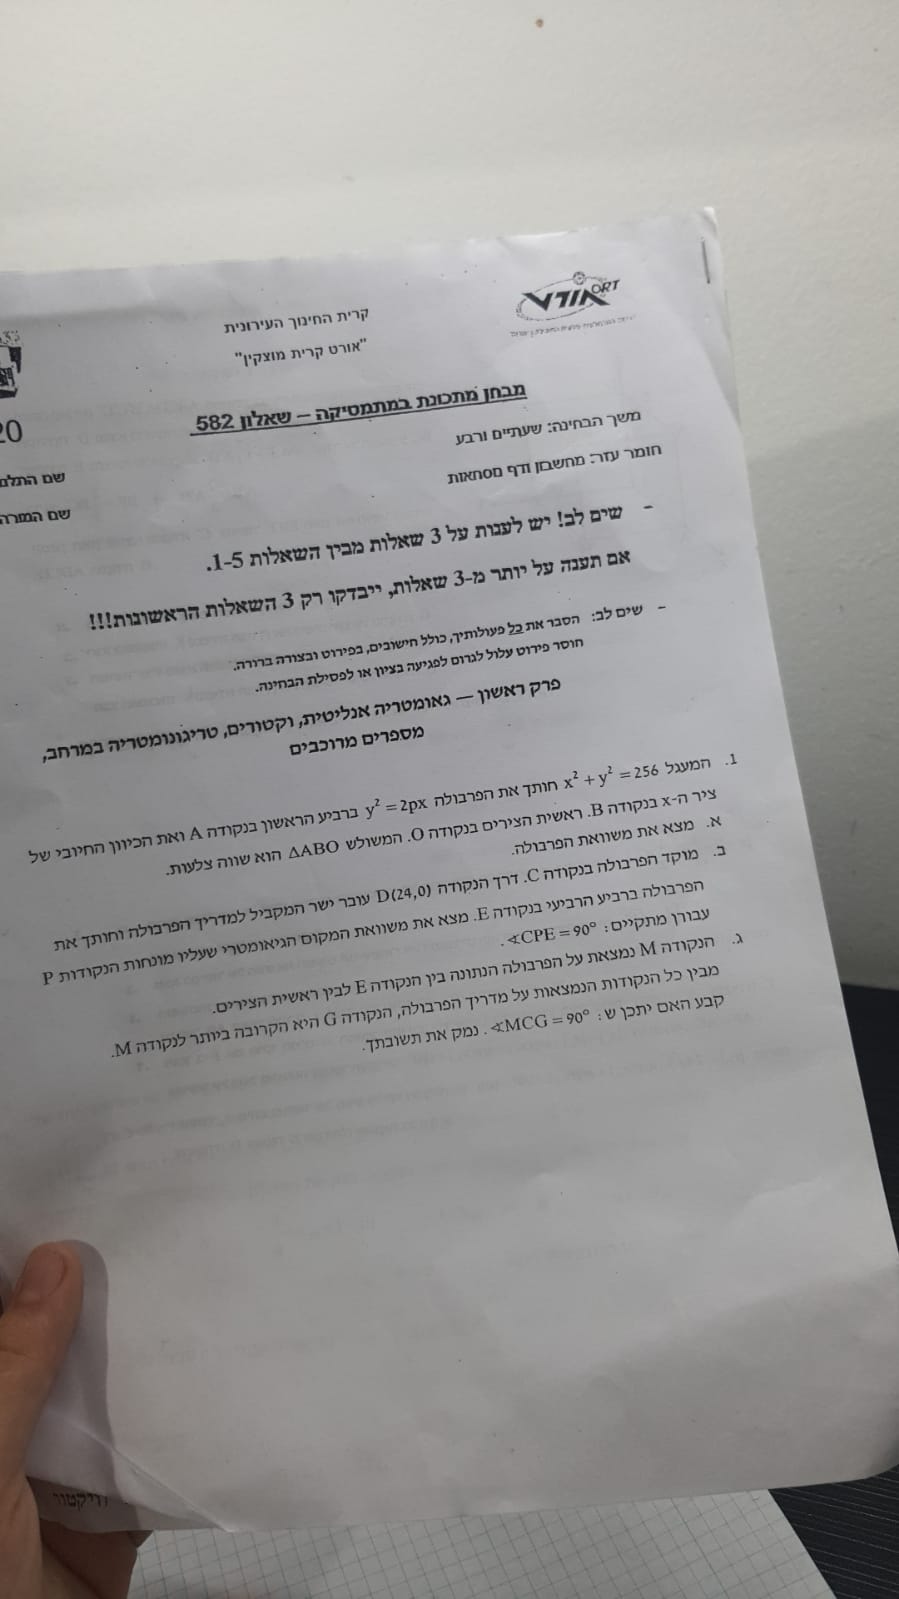 ORT אורט
קרית החינוך העירונית
"אורט קרית מוצקין"
20
מבחן מתכונת במתמטיקה – שאלון 582
משך הבחינה: שעתיים ורבע
חומר עזר: מחשבון ודף נוסחאות
שם התלמ
שם המורה
- שים לב! יש לענות על 3 שאלות מבין השאלות 1-5.
אם תענה על יותר מ-3 שאלות, ייבדקו רק 3 השאלות הראשונות!!!
- שים לב: הסבר את כל פעולותיך, כולל חישובים, בפירוט ובצורה ברורה.
חוסר פירוט עלול לגרום לפגיעה בציון או לפסילת הבחינה.
פרק ראשון – גאומטריה אנליטית, וקטורים, טריגונומטריה במרחב,
מספרים מרוכבים
1. המעגל x² + y² = 256 חותך את הפרבולה y² = 2px ברביע הראשון בנקודה A ואת הכיוון החיובי של
ציר ה-x בנקודה B. ראשית הצירים בנקודה O. המשולש ΔABO הוא שווה צלעות.
א. מצא את משוואת הפרבולה.
ב. מוקד הפרבולה בנקודה C. דרך הנקודה D(24,0) עובר ישר המקביל למדריך הפרבולה וחותך את
הפרבולה ברביע הרביעי בנקודה E. מצא את משוואת המקום הגיאומטרי שעליו מונחות הנקודות P
עבורן מתקיים: ∢CPE = 90°.
ג. הנקודה M נמצאת על הפרבולה הנתונה בין הנקודה E לבין ראשית הצירים.
מבין כל הנקודות הנמצאות על מדריך הפרבולה, הנקודה G היא הקרובה ביותר לנקודה M.
קבע האם יתכן ש: ∢MCG = 90°. נמק את תשובתך.